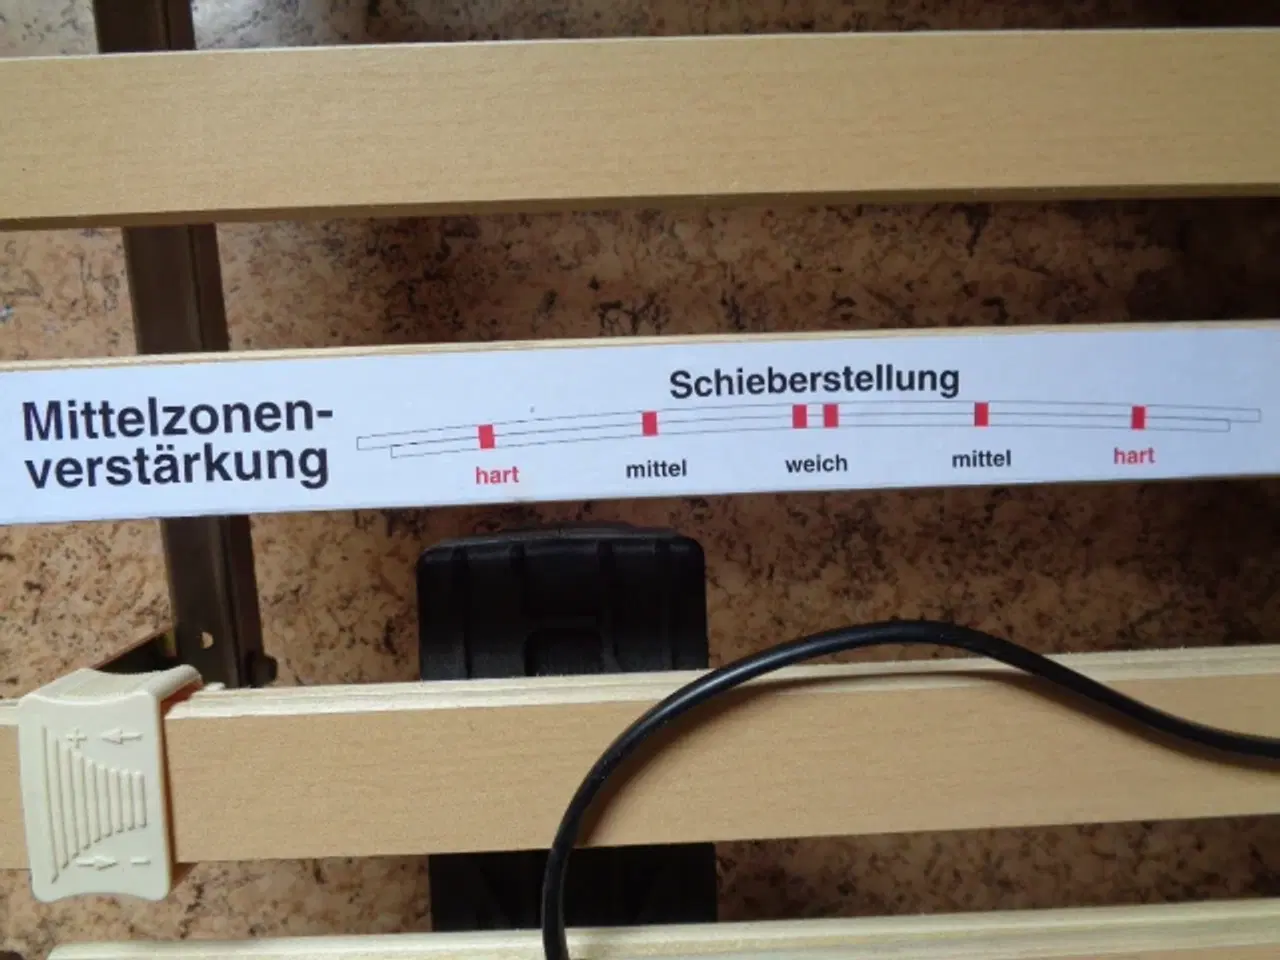 Mittelzonen-
verstärkung
Schieberstellung
hart mittel weich mittel hart
+
-